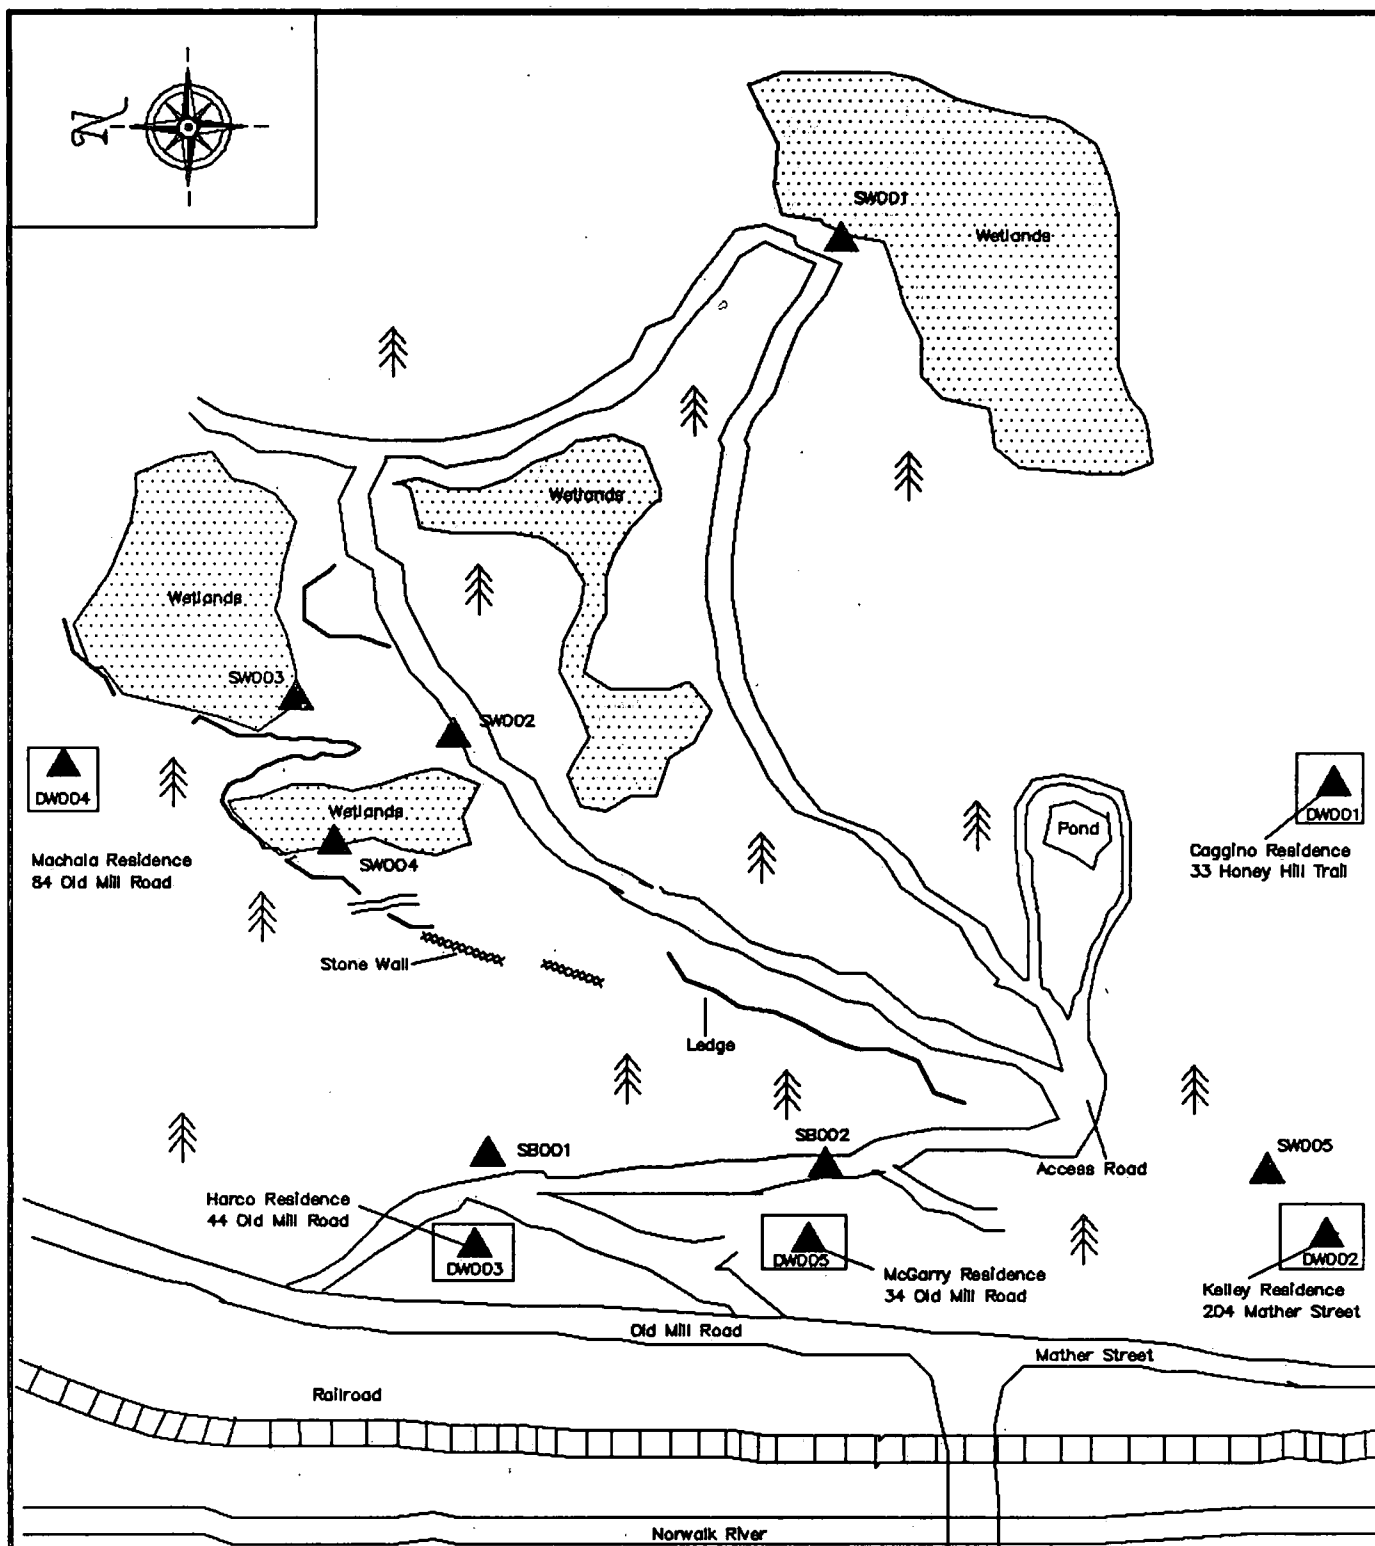 N
SW001
Wetlands
Wetlands
Wetlands
SW003
SW002
DW004
Wetlands
SW004
Machala Residence
84 Old Mill Road
Pond
DW001
Caggino Residence
33 Honey Hill Trail
Stone Wall
Ledge
SB001
SB002
Access Road
SW005
Harco Residence
44 Old Mill Road
DW003
DW005
McGarry Residence
34 Old Mill Road
DW002
Kelley Residence
204 Mather Street
Old Mill Road
Mather Street
Railroad
Norwalk River